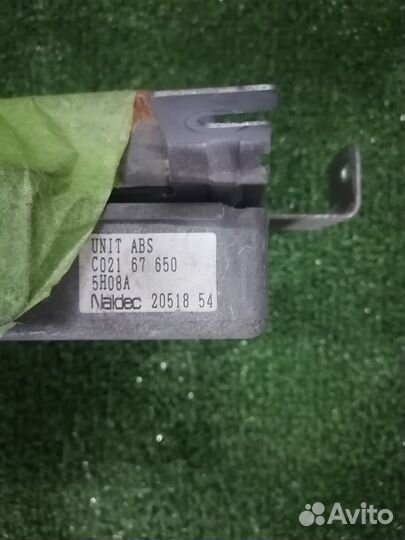 UNIT ABS
C021 67 650
5H08A
Naldec 20518 54
Avito